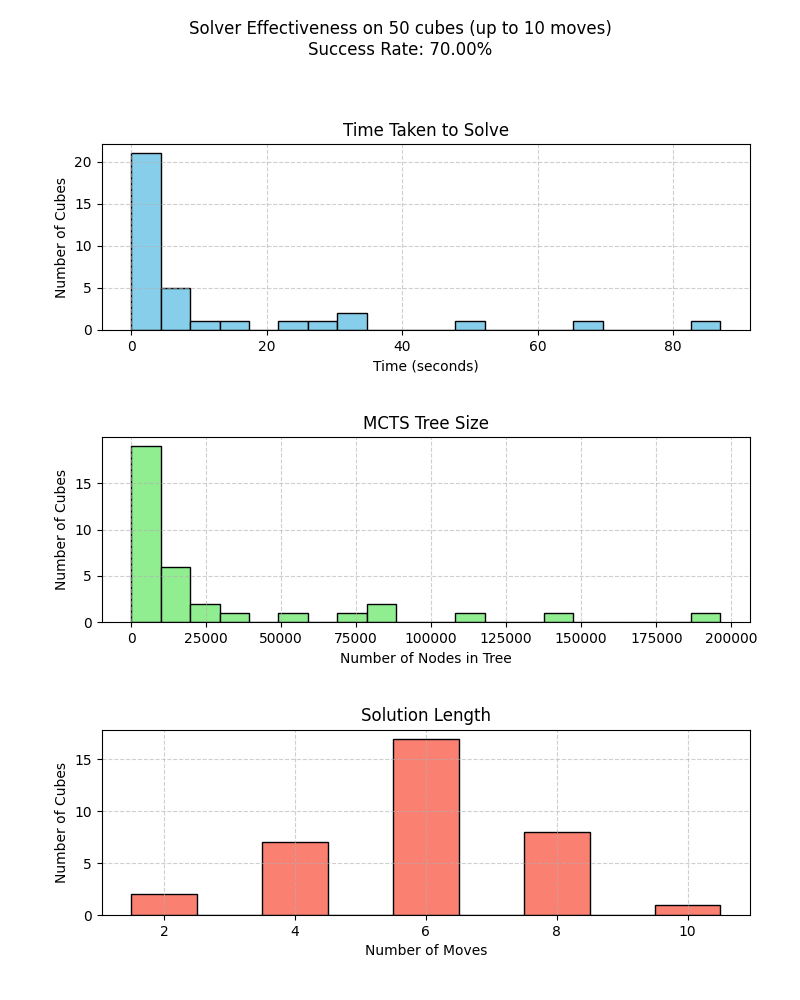 Solver Effectiveness on 50 cubes (up to 10 moves)
Success Rate: 70.00%
Time Taken to Solve
Number of Cubes
20
15
10
5
0
0 20 40 60 80
Time (seconds)
MCTS Tree Size
Number of Cubes
15
10
5
0
0 25000 50000 75000 100000 125000 150000 175000 200000
Number of Nodes in Tree
Solution Length
Number of Cubes
15
10
5
0
2 4 6 8 10
Number of Moves